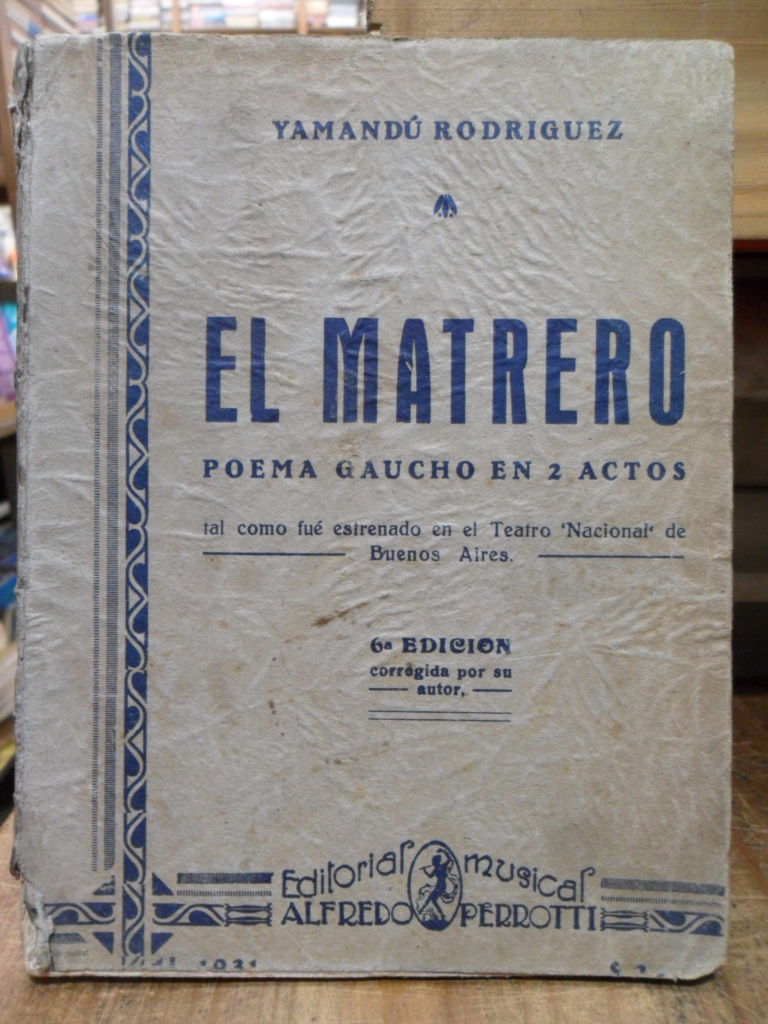 YAMANDÚ RODRIGUEZ
EL MATRERO
POEMA GAUCHO EN 2 ACTOS
tal como fué estrenado en el Teatro 'Nacional' de
Buenos Aires.
6a EDICION
corregida por su
autor,
Editorial musical
ALFREDO PERROTTI
1931